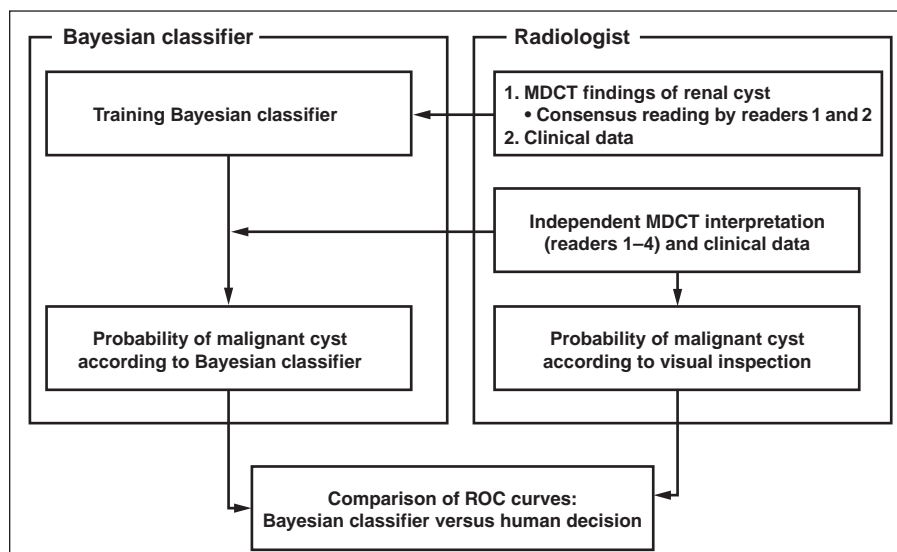 Bayesian classifier
Training Bayesian classifier
Probability of malignant cyst
according to Bayesian classifier
Radiologist
1. MDCT findings of renal cyst
• Consensus reading by readers 1 and 2
2. Clinical data
Independent MDCT interpretation
(readers 1–4) and clinical data
Probability of malignant cyst
according to visual inspection
Comparison of ROC curves:
Bayesian classifier versus human decision